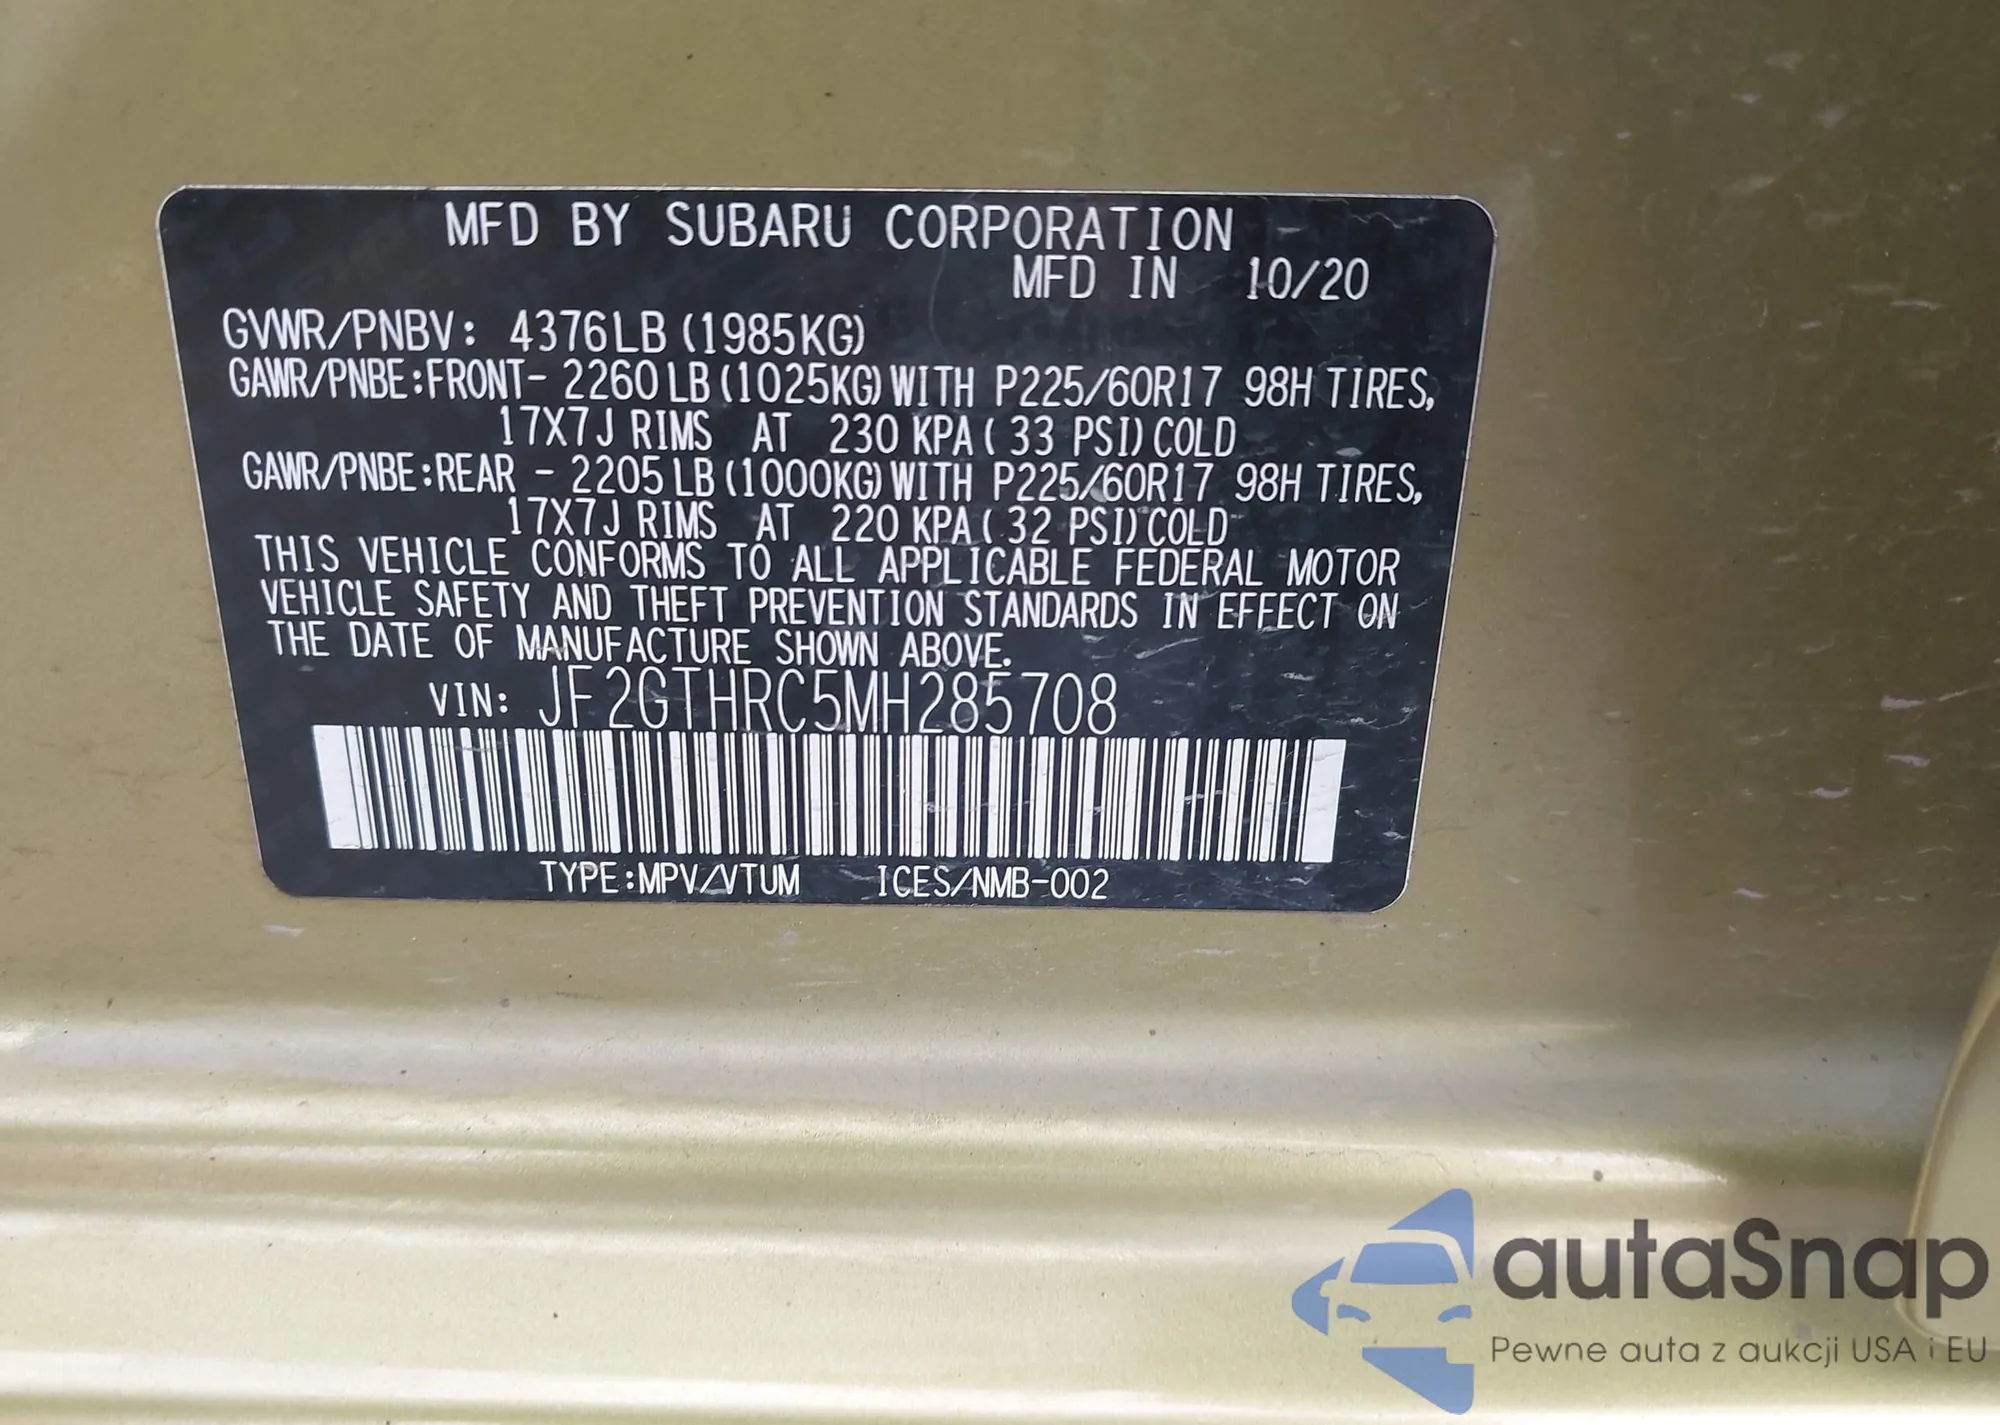 MFD BY SUBARU CORPORATION
MFD IN 10/20
GVWR/PNBV: 4376LB (1985KG)
GAWR/PNBE:FRONT- 2260LB (1025KG) WITH P225/60R17 98H TIRES,
17X7J RIMS AT 230 KPA( 33 PSI) COLD
GAWR/PNBE:REAR - 2205LB (1000KG) WITH P225/60R17 98H TIRES,
17X7J RIMS AT 220 KPA( 32 PSI) COLD
THIS VEHICLE CONFORMS TO ALL APPLICABLE FEDERAL MOTOR
VEHICLE SAFETY AND THEFT PREVENTION STANDARDS IN EFFECT ON
THE DATE OF MANUFACTURE SHOWN ABOVE.
VIN: JF2GTHRC5MH285708
TYPE:MPV/VTUM ICES/NMB-002
autaSnap
Pewne auta z aukcji USA i EU